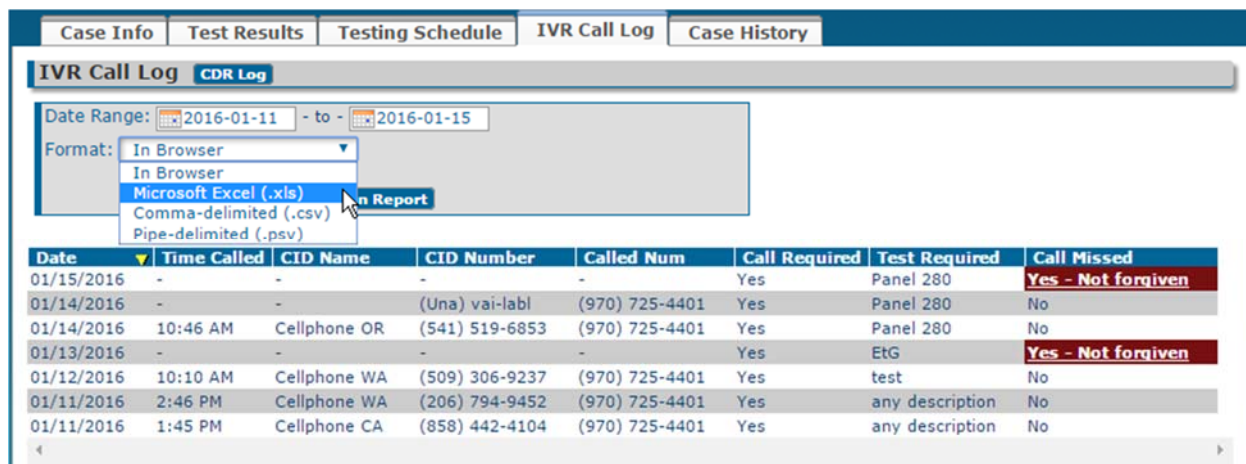 Case Info Test Results Testing Schedule IVR Call Log Case History
IVR Call Log CDR Log
Date Range: 2016-01-11 - to - 2016-01-15
Format: In Browser
In Browser
Microsoft Excel (.xls)
n Report
Comma-delimited (.csv)
Pipe-delimited (.psv)
Date Time Called CID Name CID Number Called Num Call Required Test Required Call Missed
01/15/2016 - - - - Yes Panel 280 Yes - Not forgiven
01/14/2016 - - (Una) vai-labl (970) 725-4401 Yes Panel 280 No
01/14/2016 10:46 AM Cellphone OR (541) 519-6853 (970) 725-4401 Yes Panel 280 No
01/13/2016 - - - - Yes EtG Yes - Not forgiven
01/12/2016 10:10 AM Cellphone WA (509) 306-9237 (970) 725-4401 Yes test No
01/11/2016 2:46 PM Cellphone WA (206) 794-9452 (970) 725-4401 Yes any description No
01/11/2016 1:45 PM Cellphone CA (858) 442-4104 (970) 725-4401 Yes any description No